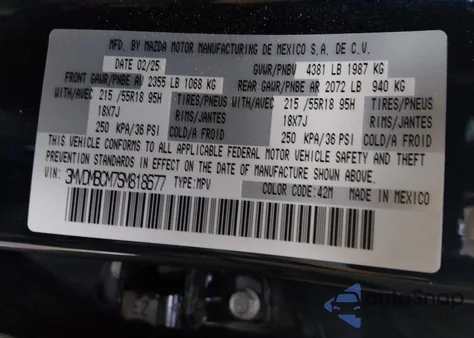 MFD. BY MAZDA MOTOR MANUFACTURING DE MEXICO S.A. DE C.V.
DATE 02/25 GVWR/PNBV 4381 LB 1987 KG
FRONT GAWR/PNBE AV 2355 LB 1068 KG REAR GAWR/PNBE AR 2072 LB 940 KG
WITH/AVEC 215/55R18 95H TIRES/PNEUS WITH/AVEC 215/55R18 95H TIRES/PNEUS
18X7J RIMS/JANTES 18X7J RIMS/JANTES
250 KPA/36 PSI COLD/A FROID 250 KPA/36 PSI COLD/A FROID
THIS VEHICLE CONFORMS TO ALL APPLICABLE FEDERAL MOTOR VEHICLE SAFETY AND THEFT
PREVENTION STANDARDS IN EFFECT ON THE DATE OF MANUFACTURE SHOWN ABOVE.
VIN: 3MVDMBCM7SM818677 TYPE:MPV COLOR CODE:42M MADE IN MEXICO
AutoSnap